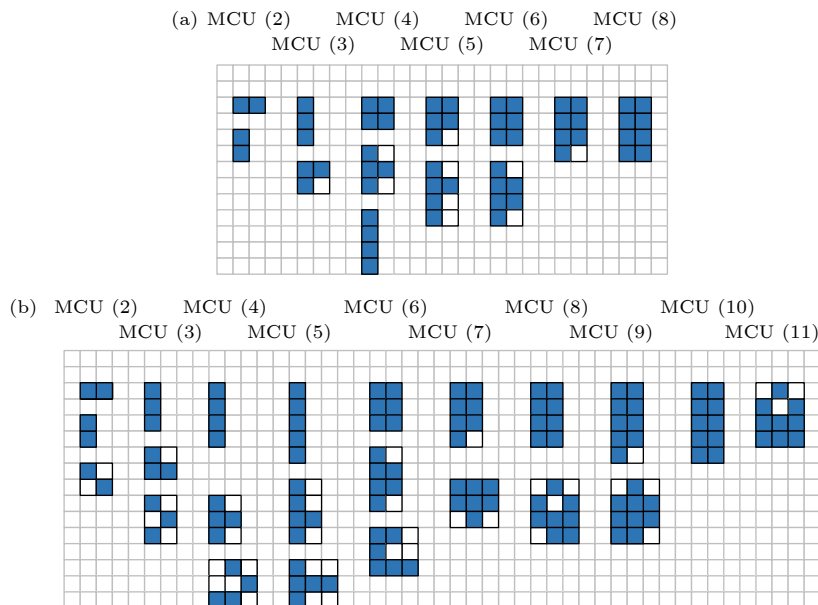 (a) MCU (2) MCU (4) MCU (6) MCU (8)
MCU (3) MCU (5) MCU (7)
(b) MCU (2) MCU (4) MCU (6) MCU (8) MCU (10)
MCU (3) MCU (5) MCU (7) MCU (9) MCU (11)